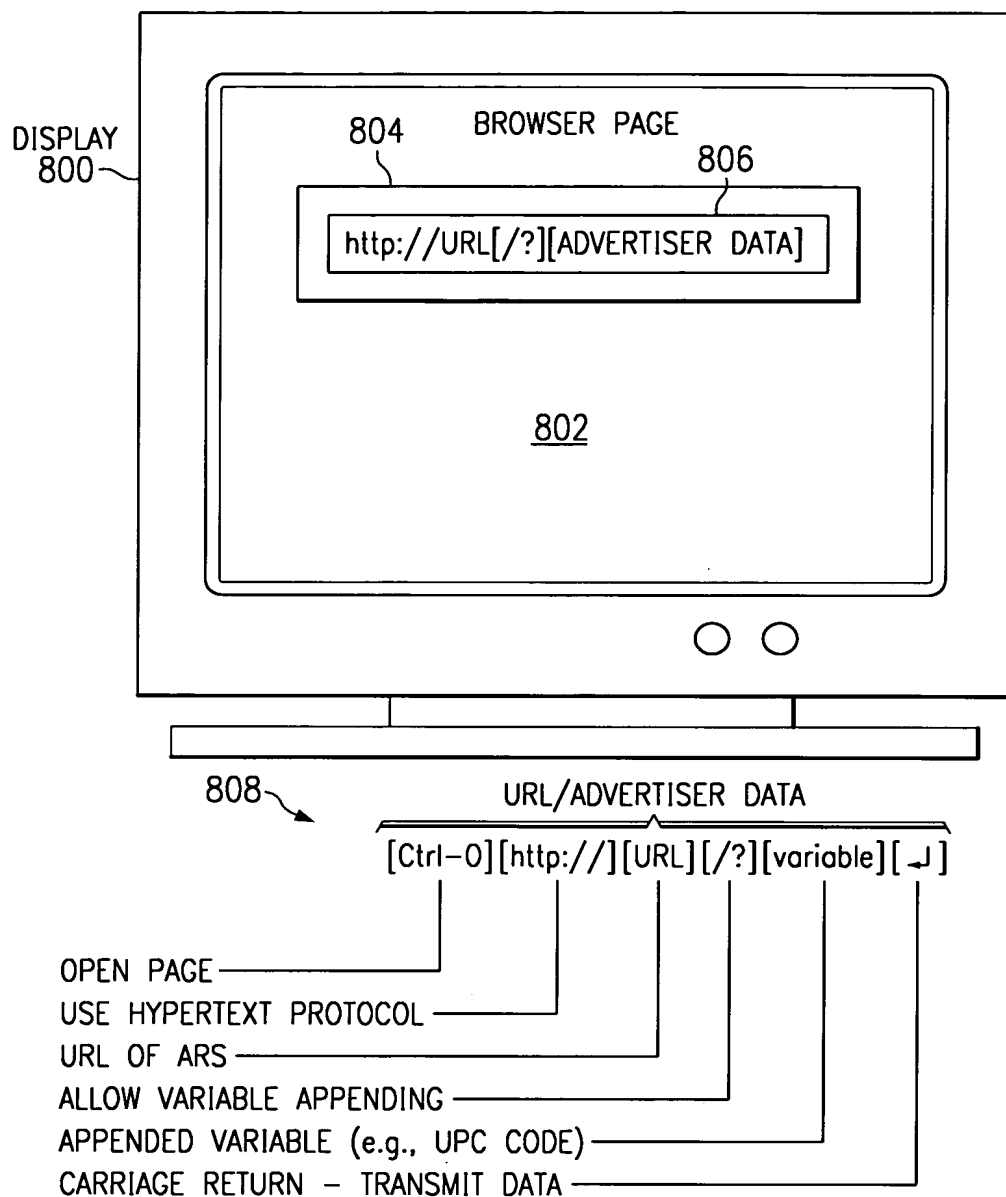 DISPLAY
800
804
BROWSER PAGE
806
http://URL[/?][ADVERTISER DATA]
802
808
URL/ADVERTISER DATA
[Ctrl-O][http://][URL][/?][variable][↵]
OPEN PAGE
USE HYPERTEXT PROTOCOL
URL OF ARS
ALLOW VARIABLE APPENDING
APPENDED VARIABLE (e.g., UPC CODE)
CARRIAGE RETURN – TRANSMIT DATA